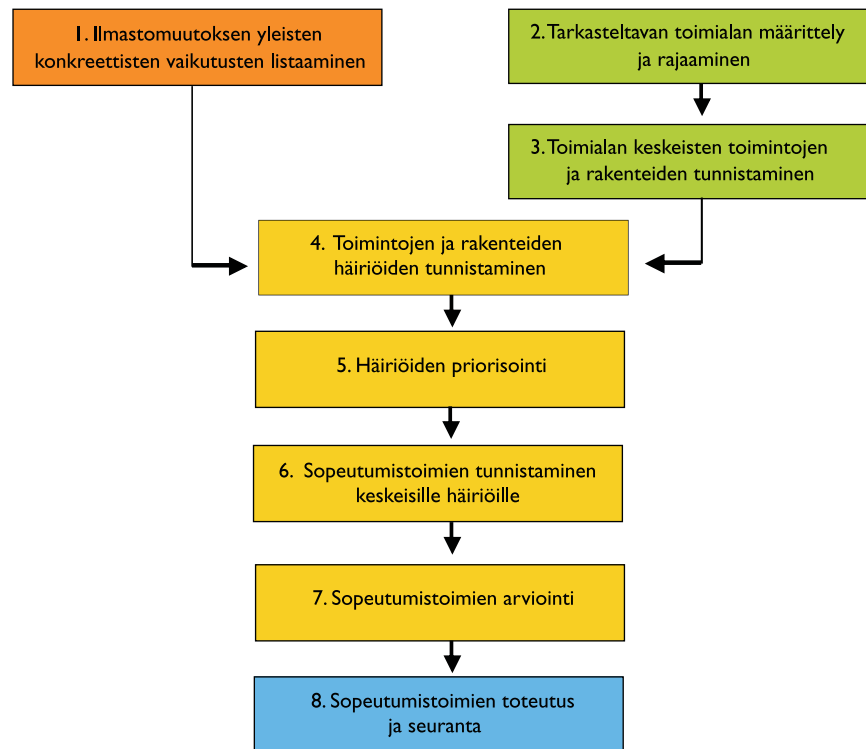 1. Ilmastomuutoksen yleisten
konkreettisten vaikutusten listaaminen
2. Tarkasteltavan toimialan määrittely
ja rajaaminen
3. Toimialan keskeisten toimintojen
ja rakenteiden tunnistaminen
4. Toimintojen ja rakenteiden
häiriöiden tunnistaminen
5. Häiriöiden priorisointi
6. Sopeutumistoimien tunnistaminen
keskeisille häiriöille
7. Sopeutumistoimien arviointi
8. Sopeutumistoimien toteutus
ja seuranta